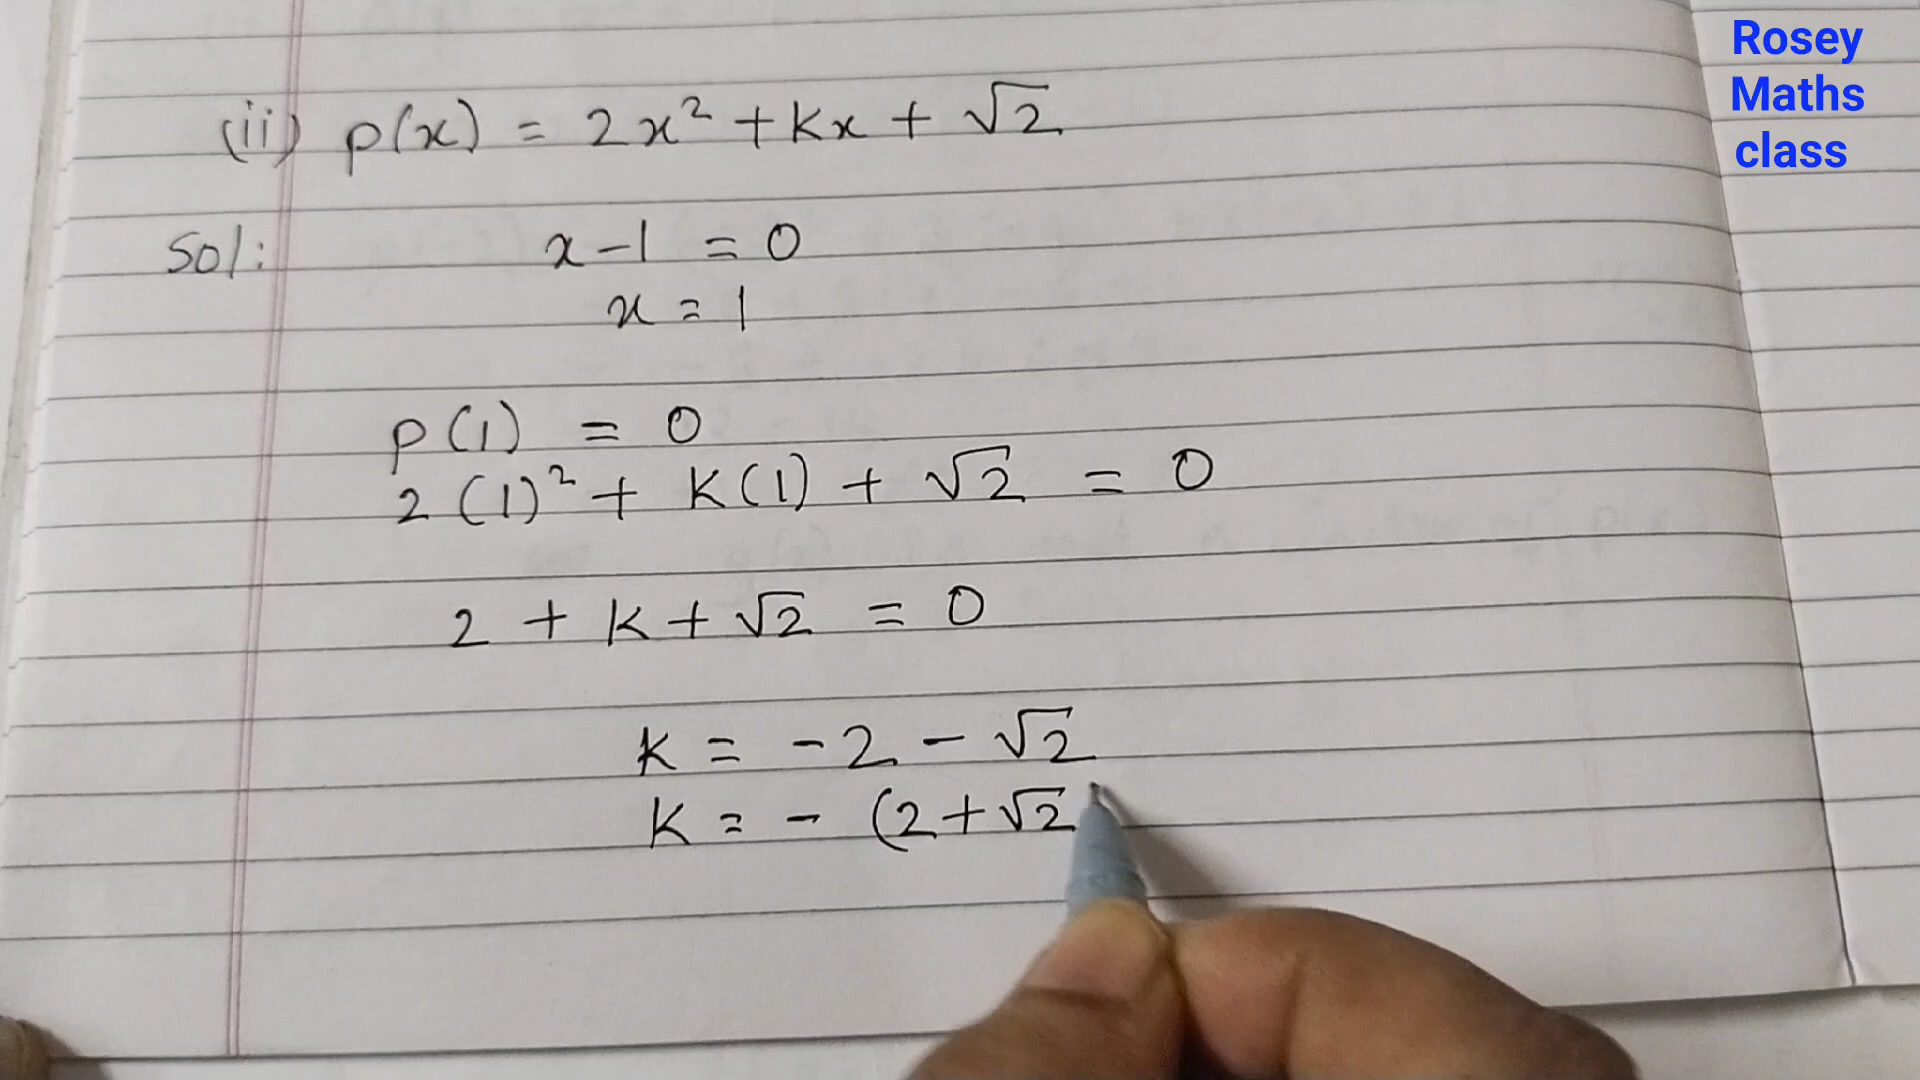 (ii) p(x) = 2x² + kx + √2
Sol: x - 1 = 0
x = 1
p(1) = 0
2(1)² + k(1) + √2 = 0
2 + k + √2 = 0
k = -2 - √2
k = - (2 + √2
Rosey
Maths
class